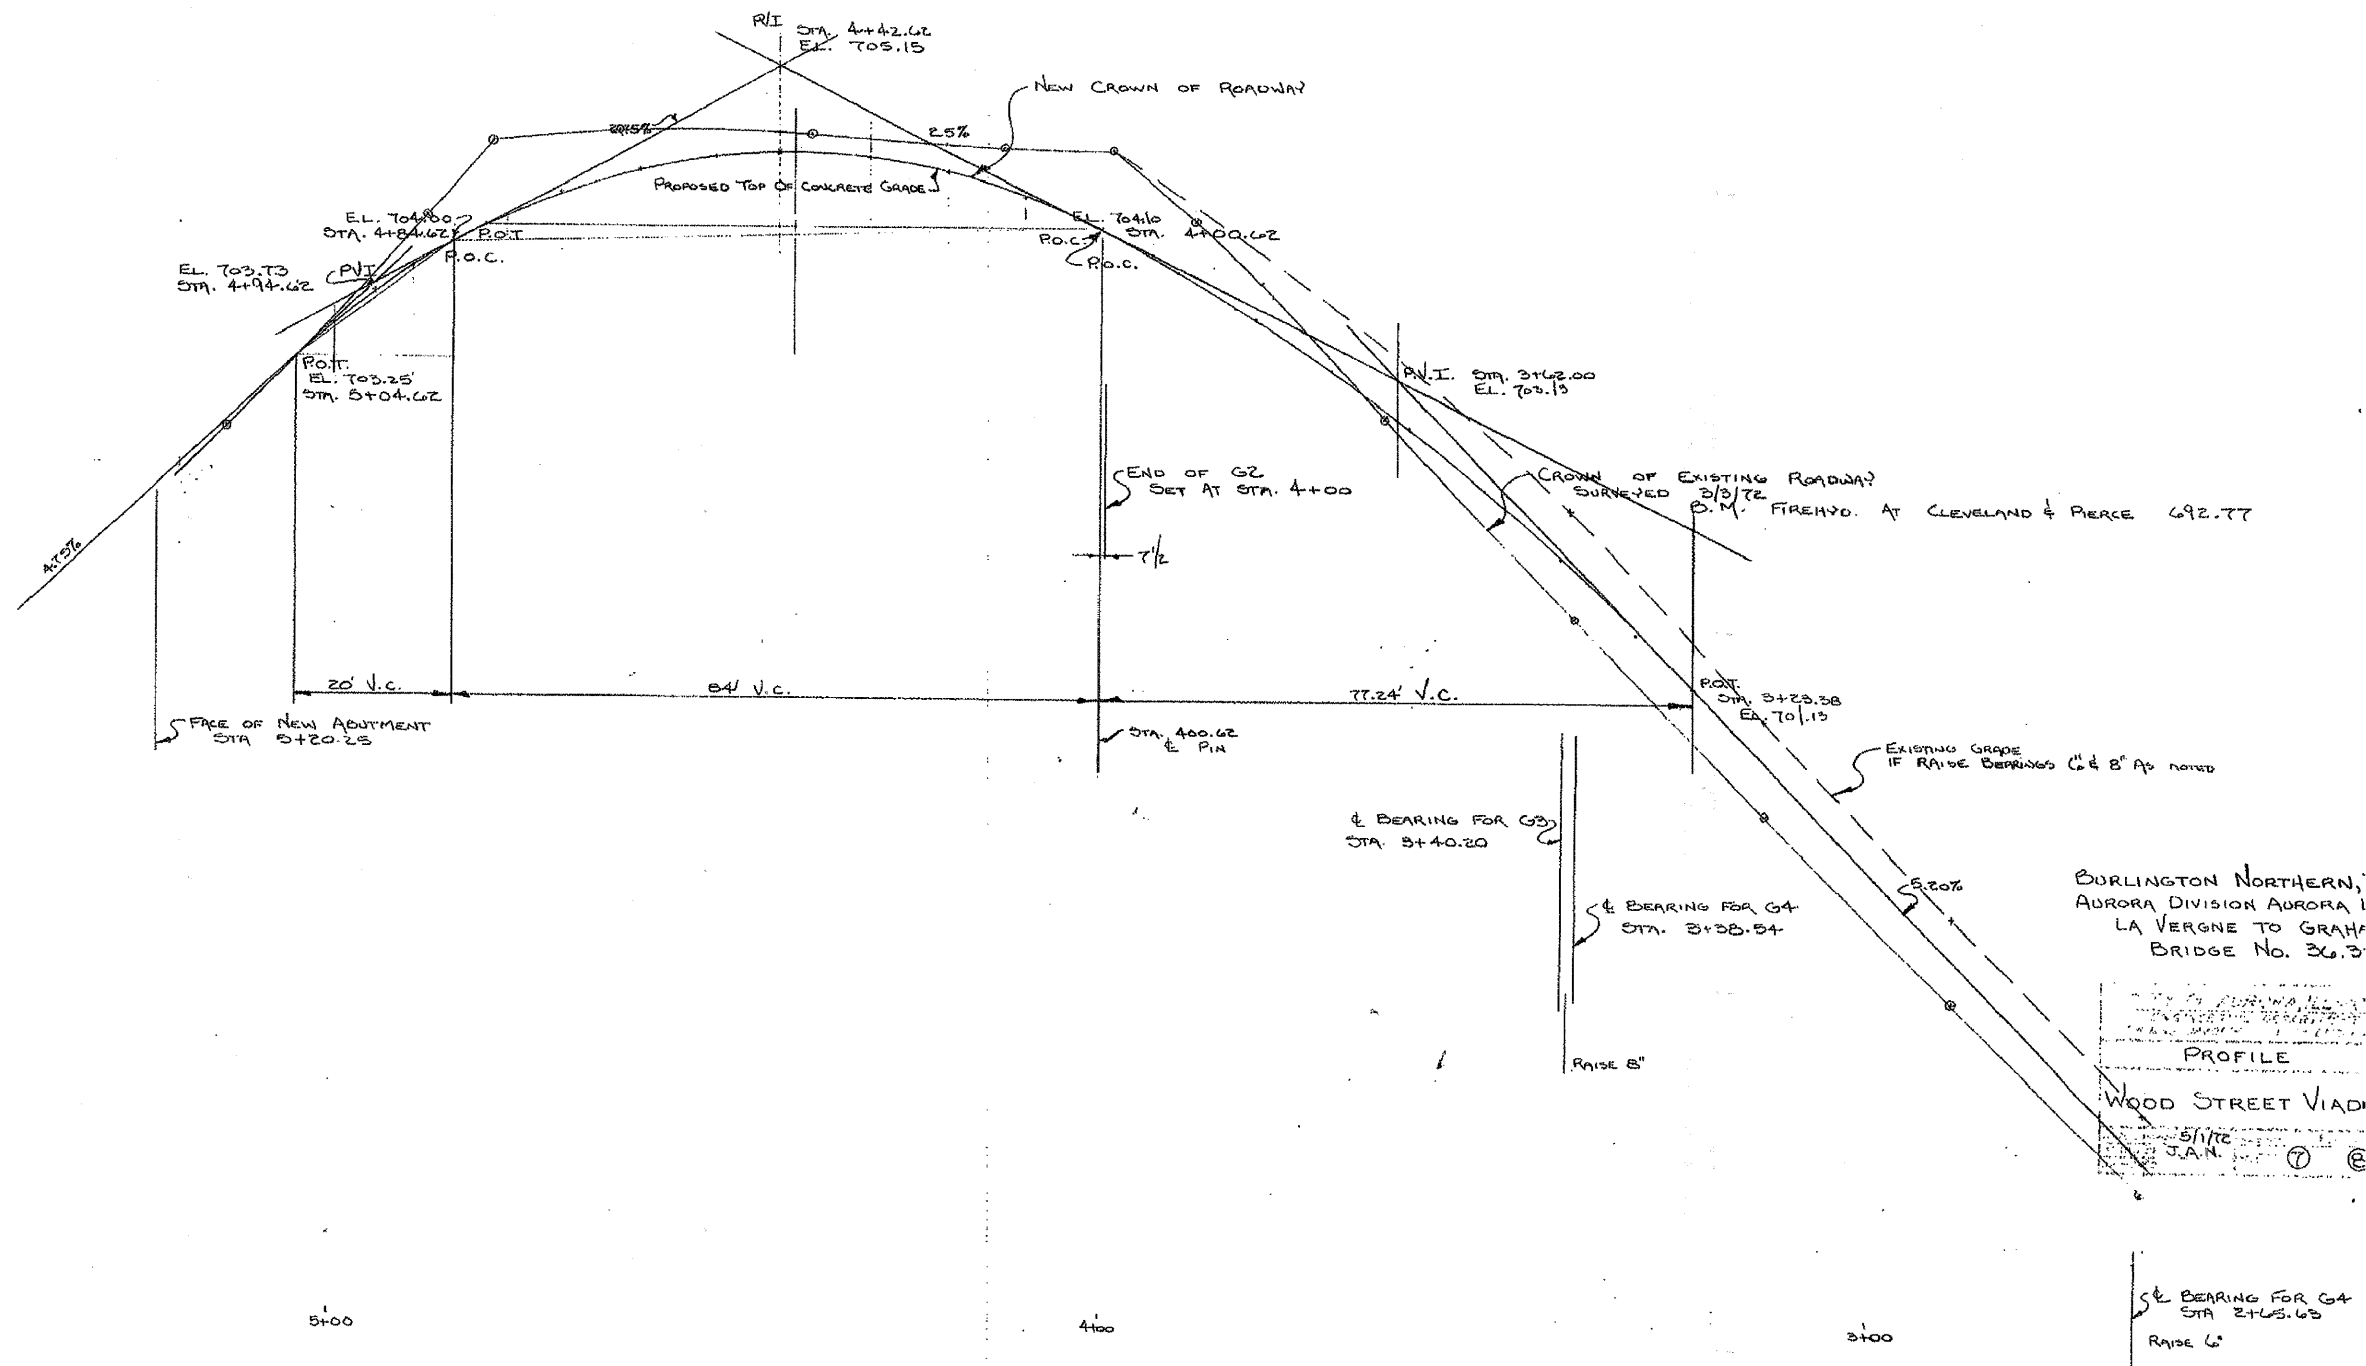 P/I STA. 4+42.62
EL. 705.15
NEW CROWN OF ROADWAY
2.5%
PROPOSED TOP OF CONCRETE GRADE
EL. 704.00
STA. 4+84.62 P.O.T
P.O.C.
EL. 704.10
STA. 4+00.62
P.O.C.
P.O.C.
EL. 703.73 PVI
STA. 4+94.62
P.O.T.
EL. 703.25'
STA. 5+04.62
P.V.I. STA. 3+62.00
EL. 703.13
END OF G2
SET AT STA. 4+00
7 1/2
CROWN OF EXISTING ROADWAY
SURVEYED 3/3/72
B.M. FIREHYD. AT CLEVELAND & PIERCE 692.77
4.75%
20' V.C.
84' V.C.
77.24' V.C.
FACE OF NEW ABUTMENT
STA 5+20.25
STA. 400.62
℄ PIN
P.O.T.
STA. 3+23.38
EL. 701.13
EXISTING GRADE
IF RAISE BEARINGS 6" & 8" AS NOTED
℄ BEARING FOR G3
STA. 3+40.20
℄ BEARING FOR G4
STA. 3+38.54
5.20%
RAISE 8"
BURLINGTON NORTHERN,
AURORA DIVISION AURORA
LA VERGNE TO
BRIDGE No. 36.3
PROFILE
WOOD STREET
5/1/72
J.A.N. 7 8
℄ BEARING FOR G4
STA 2+65.63
RAISE 6"
5+00
4+00
3+00